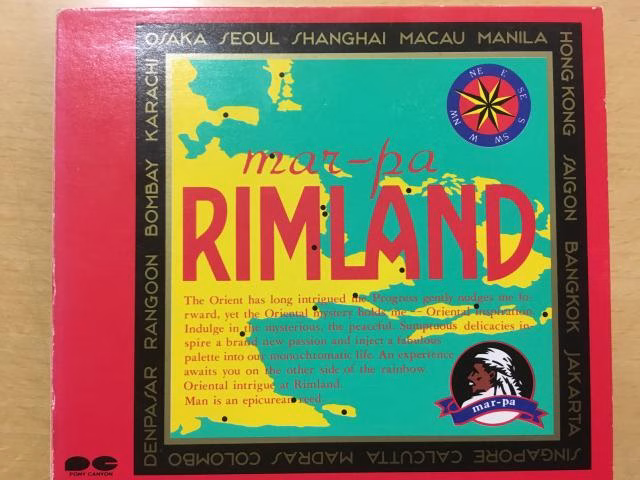 OSAKA SEOUL SHANGHAI MACAU MANILA
HONG KONG SAIGON BANGKOK JAKARTA
SINGAPORE CALCUTTA MADRAS COLOMBO
DENPASAR RANGOON BOMBAY KARACHI
NE E SE S SW W NW N
mar-pa
RIMLAND
The Orient has long intrigued me. Progress gently nudges me for-
ward, yet the Oriental mystery holds me — Oriental inspiration
Indulge in the mysterious, the peaceful. Sumptuous delicacies in-
spire a brand new passion and inject a fabulous
palette into our monochromatic life. An experience
awaits you on the other side of the rainbow.
Oriental intrigue at Rimland.
Man is an epicurean reed.
mar-pa
PONY CANYON